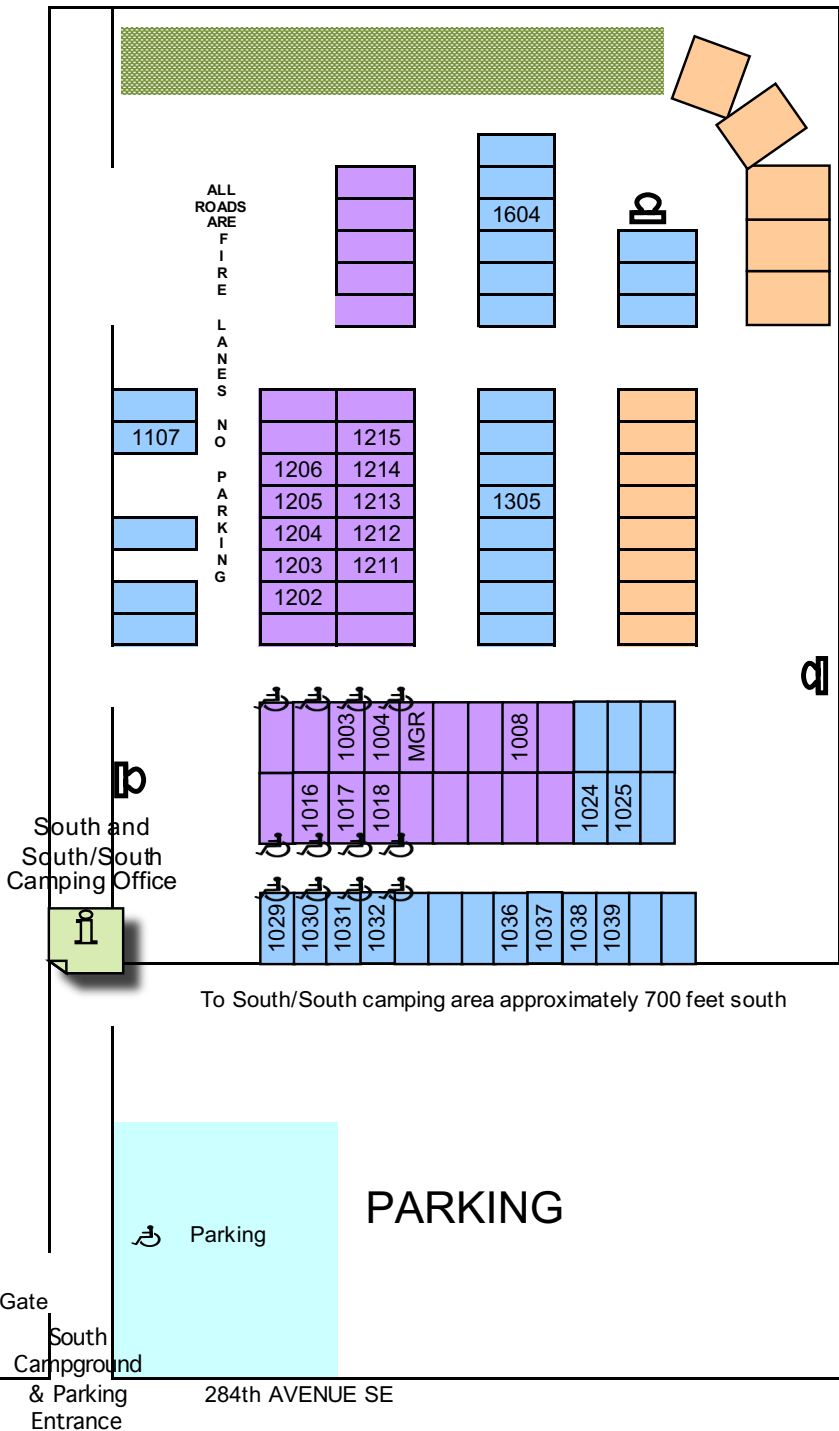 ALL
ROADS
ARE
F
I
R
E
L
A
N
E
S
N
O
P
A
R
K
I
N
G
1604
1107
1215
1206 1214
1205 1213
1204 1212
1203 1211
1202
1305
1003 1004 MGR 1008
1016 1017 1018 1024 1025
South and
South/South
Camping Office
i
1029 1030 1031 1032 1036 1037 1038 1039
To South/South camping area approximately 700 feet south
PARKING
Parking
Gate
South
Campground
& Parking
Entrance
284th AVENUE SE